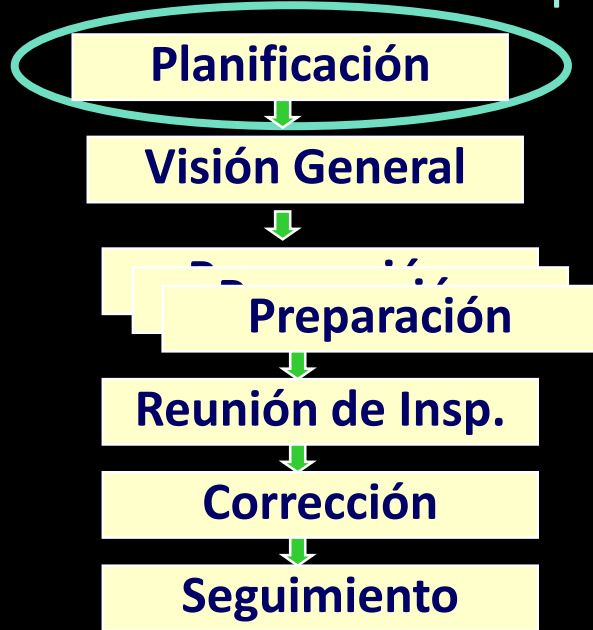 Planificación
Visión General
Preparación
Reunión de Insp.
Corrección
Seguimiento